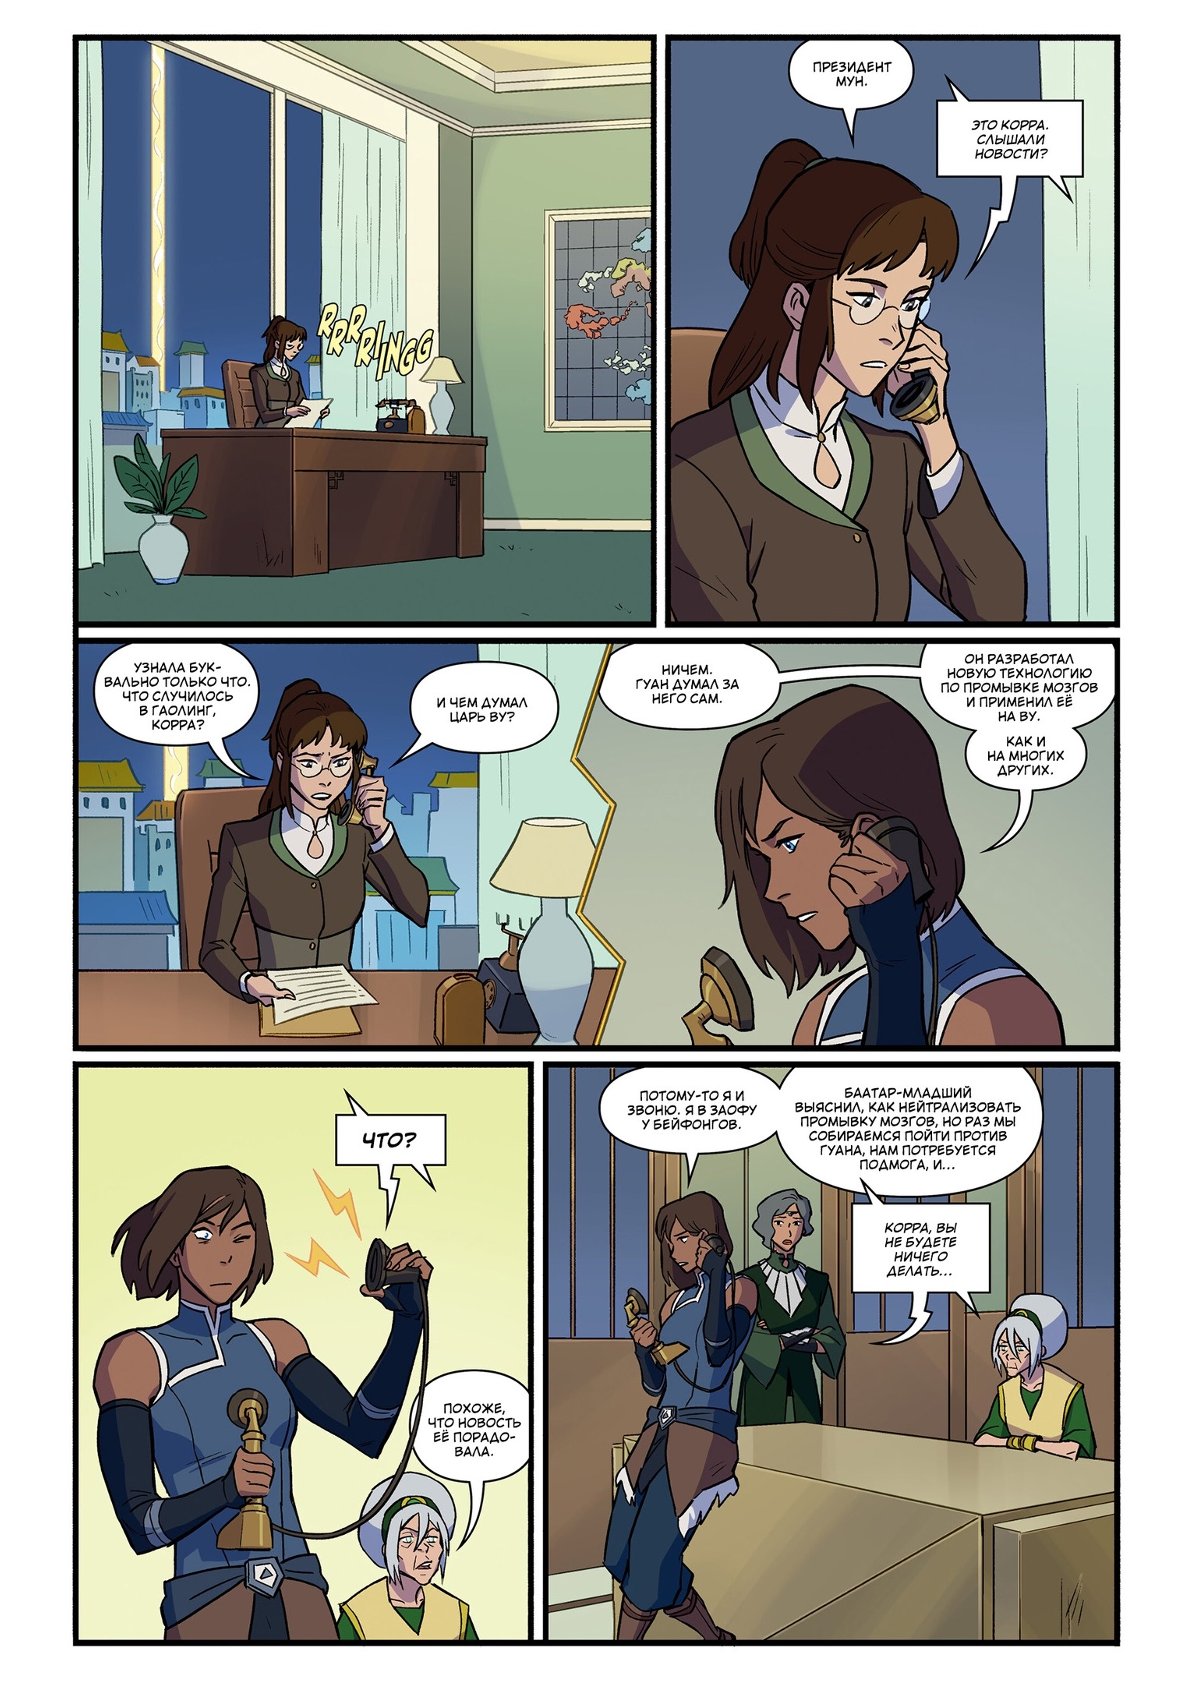 RRRRINGG
ПРЕЗИДЕНТ
МУН.
ЭТО КОРРА.
СЛЫШАЛИ
НОВОСТИ?
УЗНАЛА БУК-
ВАЛЬНО ТОЛЬКО ЧТО.
ЧТО СЛУЧИЛОСЬ
В ГАОЛИНГ,
КОРРА?
И ЧЕМ ДУМАЛ
ЦАРЬ ВУ?
НИЧЕМ.
ГУАН ДУМАЛ ЗА
НЕГО САМ.
ОН РАЗРАБОТАЛ
НОВУЮ ТЕХНОЛОГИЮ
ПО ПРОМЫВКЕ МОЗГОВ
И ПРИМЕНИЛ ЕЁ
НА ВУ.
КАК И
НА МНОГИХ
ДРУГИХ.
ЧТО?
ПОХОЖЕ,
ЧТО НОВОСТЬ
ЕЁ ПОРАДО-
ВАЛА.
ПОТОМУ-ТО Я И
ЗВОНЮ. Я В ЗАОФУ
У БЕЙФОНГОВ.
БААТАР-МЛАДШИЙ
ВЫЯСНИЛ, КАК НЕЙТРАЛИЗОВАТЬ
ПРОМЫВКУ МОЗГОВ, НО РАЗ МЫ
СОБИРАЕМСЯ ПОЙТИ ПРОТИВ
ГУАНА, НАМ ПОТРЕБУЕТСЯ
ПОДМОГА, И...
КОРРА, ВЫ
НЕ БУДЕТЕ
НИЧЕГО
ДЕЛАТЬ...